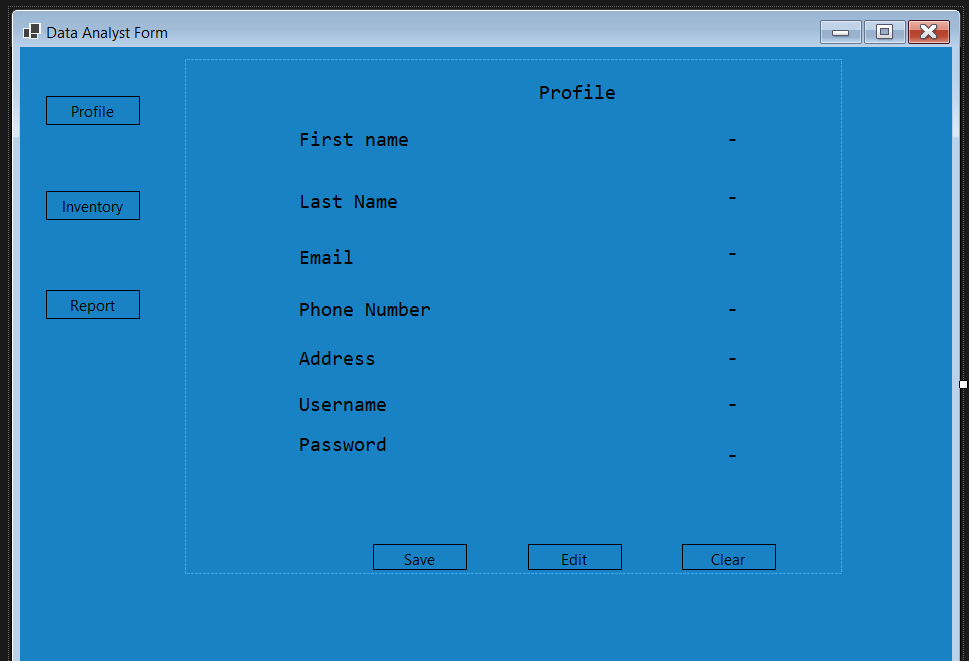 Data Analyst Form
Profile
Inventory
Report
Profile
First name -
Last Name -
Email -
Phone Number -
Address -
Username -
Password -
Save Edit Clear